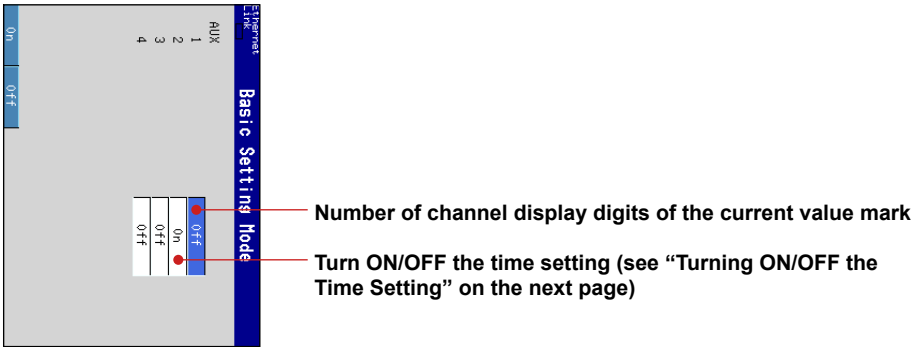 Ethernet
Link
Basic Setting Mode
AUX
1 Off
2 On
3 Off
4 Off
On Off
Number of channel display digits of the current value mark
Turn ON/OFF the time setting (see “Turning ON/OFF the
Time Setting” on the next page)